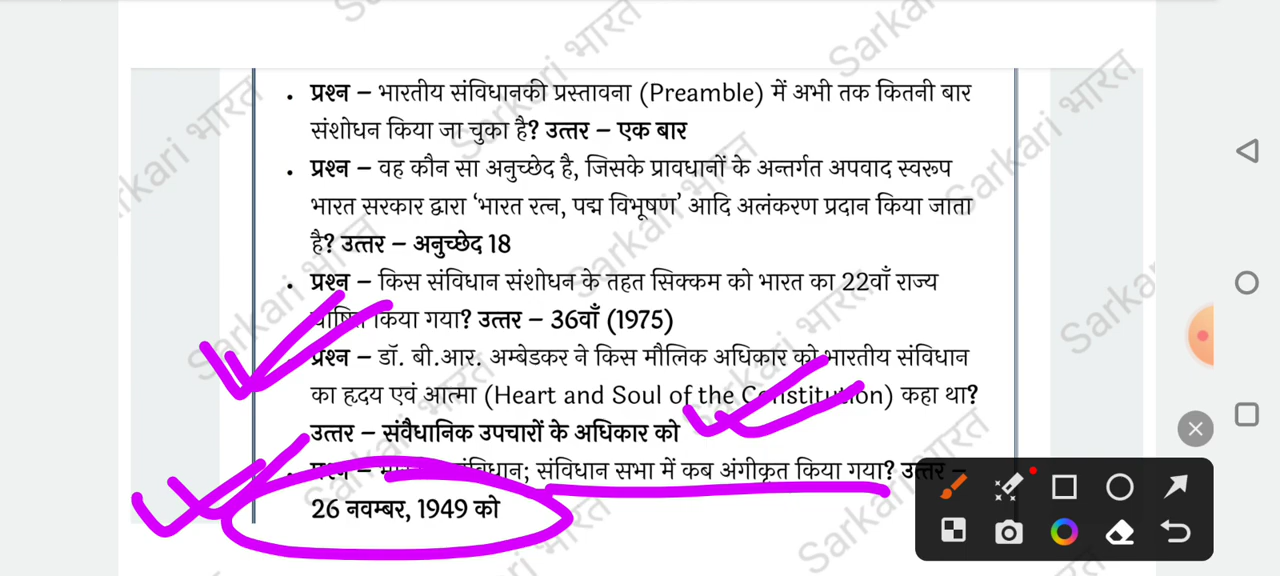 • प्रश्न – भारतीय संविधानकी प्रस्तावना (Preamble) में अभी तक कितनी बार
संशोधन किया जा चुका है? उत्तर – एक बार
• प्रश्न – वह कौन सा अनुच्छेद है, जिसके प्रावधानों के अन्तर्गत अपवाद स्वरूप
भारत सरकार द्वारा ‘भारत रत्न, पद्म विभूषण’ आदि अलंकरण प्रदान किया जाता
है? उत्तर – अनुच्छेद 18
• प्रश्न – किस संविधान संशोधन के तहत सिक्कम को भारत का 22वाँ राज्य
घोषित किया गया? उत्तर – 36वाँ (1975)
• प्रश्न – डॉ. बी.आर. अम्बेडकर ने किस मौलिक अधिकार को भारतीय संविधान
का हृदय एवं आत्मा (Heart and Soul of the Constitution) कहा था?
उत्तर – संवैधानिक उपचारों के अधिकार को
• प्रश्न – संविधान; संविधान सभा में कब अंगीकृत किया गया? उत्तर –
26 नवम्बर, 1949 को
Sarkari भारत